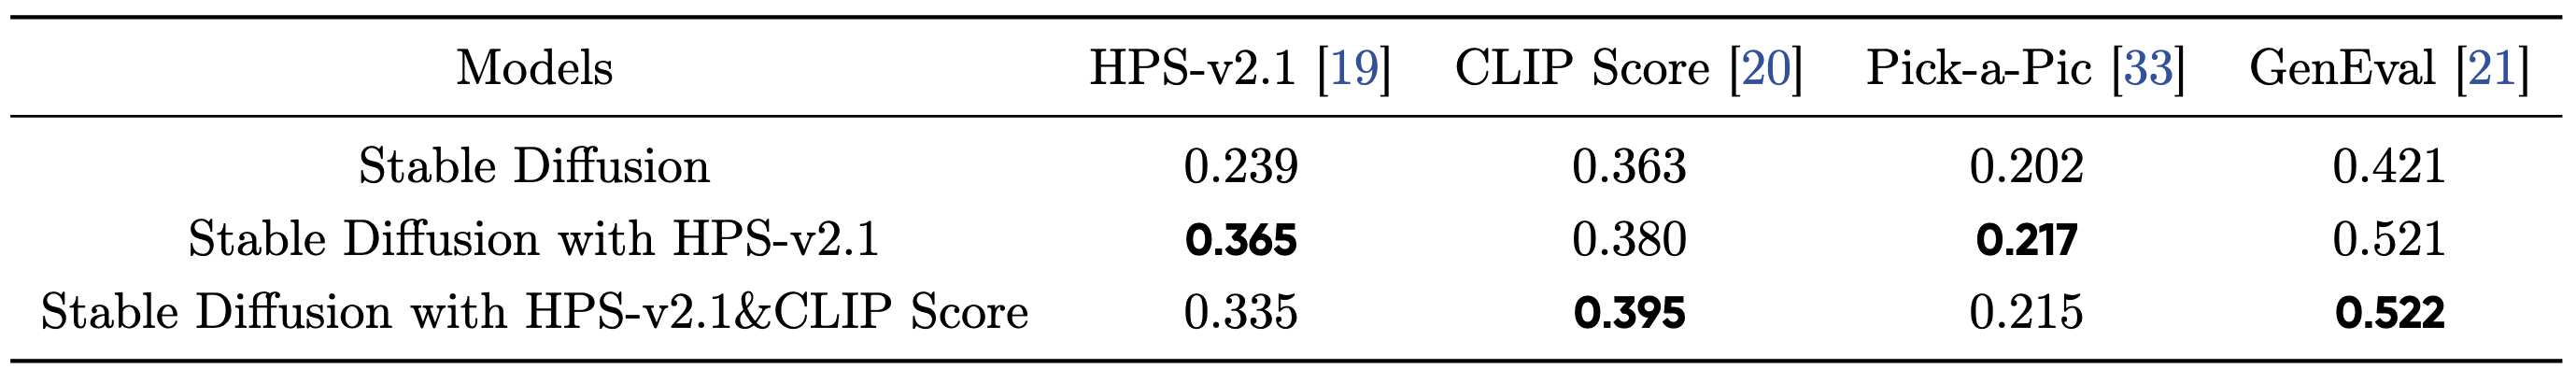 Models HPS-v2.1 [19] CLIP Score [20] Pick-a-Pic [33] GenEval [21]
Stable Diffusion 0.239 0.363 0.202 0.421
Stable Diffusion with HPS-v2.1 0.365 0.380 0.217 0.521
Stable Diffusion with HPS-v2.1&CLIP Score 0.335 0.395 0.215 0.522